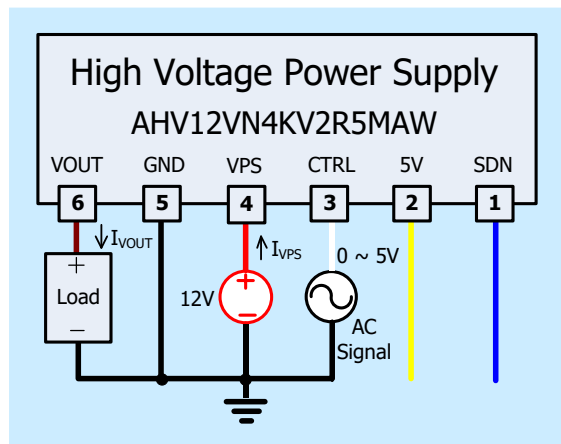 High Voltage Power Supply
AHV12VN4KV2R5MAW
VOUT GND VPS CTRL 5V SDN
6 5 4 3 2 1
↓IVOUT ↑IVPS 0 ~ 5V
+ Load −
12V + −
AC
Signal